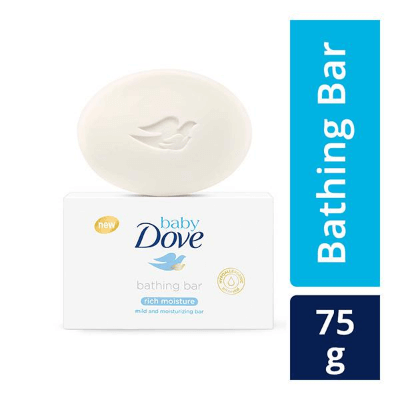 new
baby
Dove
bathing bar
rich moisture
mild and moisturizing bar
Bathing Bar
75
g